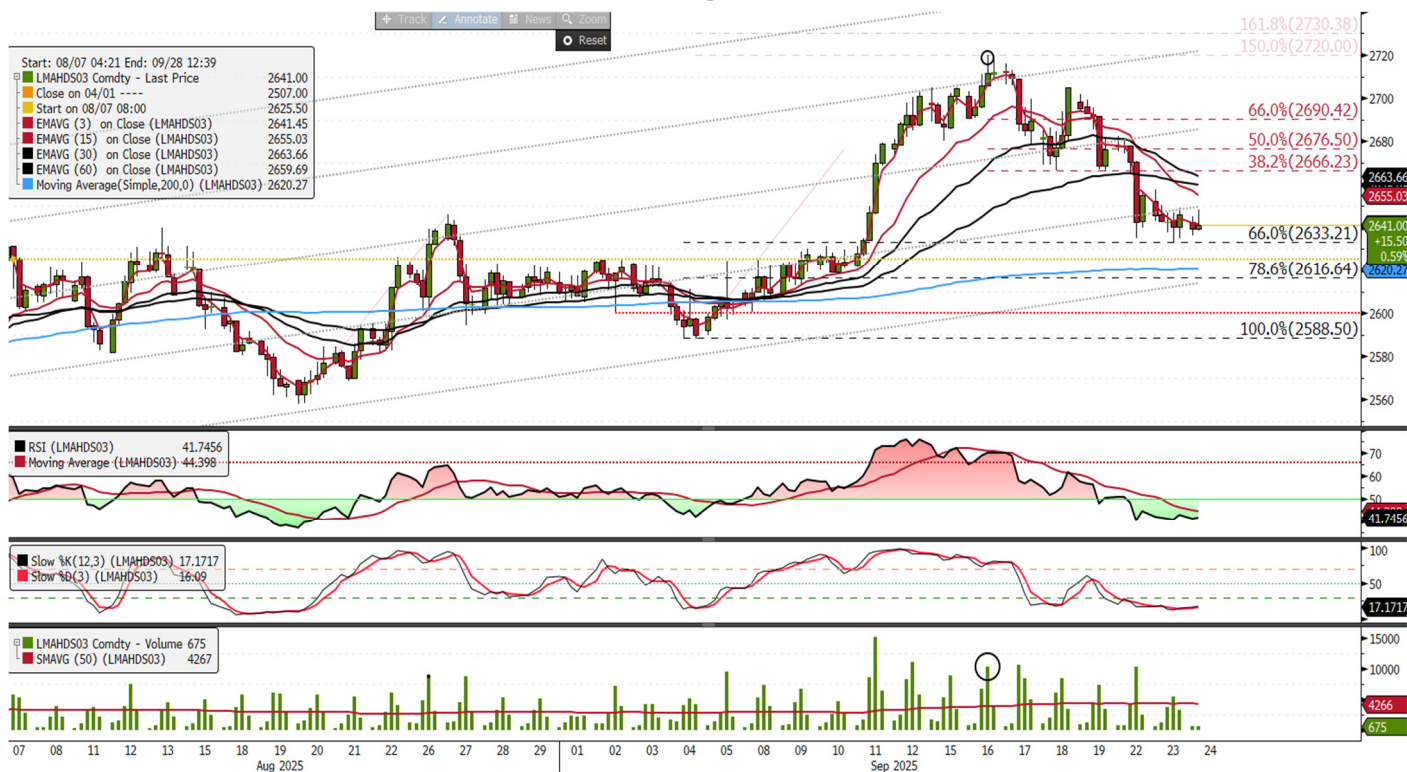 Track Annotate News Zoom
Reset
Start: 08/07 04:21 End: 09/28 12:39
LMAHDS03 Comdty - Last Price 2641.00
Close on 04/01 ---- 2507.00
Start on 08/07 08:00 2625.50
EMAVG (3) on Close (LMAHDS03) 2641.45
EMAVG (15) on Close (LMAHDS03) 2655.03
EMAVG (30) on Close (LMAHDS03) 2663.66
EMAVG (60) on Close (LMAHDS03) 2659.69
Moving Average(Simple,200,0) (LMAHDS03) 2620.27
161.8%(2730.38)
150.0%(2720.00)
66.0%(2690.42)
50.0%(2676.50)
38.2%(2666.23)
66.0%(2633.21)
78.6%(2616.64)
100.0%(2588.50)
2720
2700
2680
2663.66
2655.03
2641.00
+15.50
0.59%
2620.27
2600
2580
2560
RSI (LMAHDS03) 41.7456
Moving Average (LMAHDS03) 44.398
70
60
50
41.7456
Slow %K(12,3) (LMAHDS03) 17.1717
Slow %D(3) (LMAHDS03) 16.09
100
50
17.1717
LMAHDS03 Comdty - Volume 675
SMAVG (50) (LMAHDS03) 4267
15000
10000
4266
675
07 08 11 12 13 15 18 19 20 21 22 26 27 28 29 01 02 03 04 05 08 09 10 11 12 15 16 17 18 19 22 23 24
Aug 2025 Sep 2025